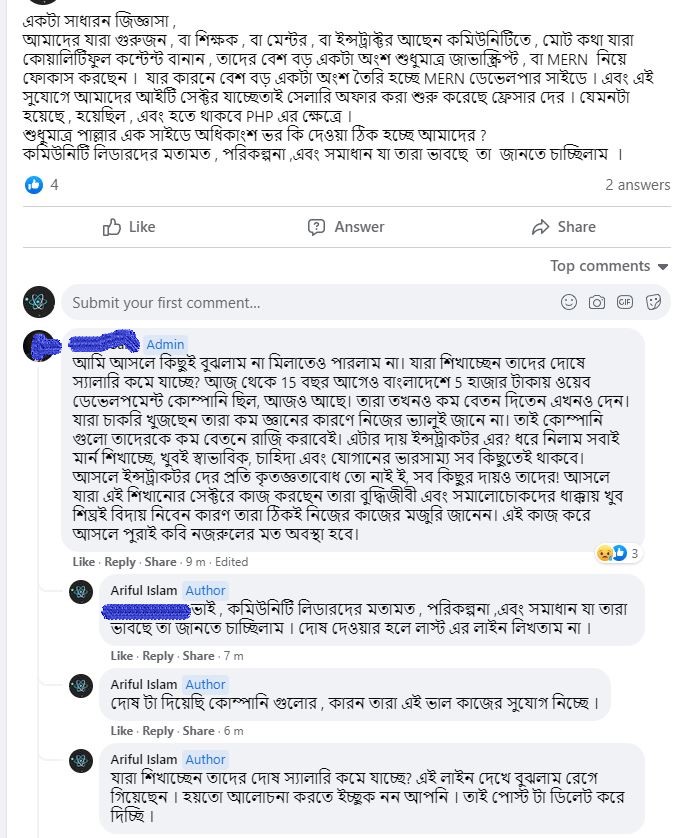 একটা সাধারন জিজ্ঞাসা ,
আমাদের যারা গুরুজন , বা শিক্ষক , বা মেন্টর , বা ইন্সট্রাক্টর আছেন কমিউনিটিতে , মোট কথা যারা
কোয়ালিটিফুল কন্টেন্ট বানান , তাদের বেশ বড় একটা অংশ শুধুমাত্র জাভাস্ক্রিপ্ট , বা MERN নিয়ে
ফোকাস করছেন । যার কারনে বেশ বড় একটা অংশ তৈরি হচ্ছে MERN ডেভেলপার সাইডে । এবং এই
সুযোগে আমাদের আইটি সেক্টর যাচ্ছেতাই সেলারি অফার করা শুরু করেছে ফ্রেসার দের । যেমনটা
হয়েছে , হয়েছিল , এবং হতে থাকবে PHP এর ক্ষেত্রে ।
শুধুমাত্র পাল্লার এক সাইডে অধিকাংশ ভর কি দেওয়া ঠিক হচ্ছে আমাদের ?
কমিউনিটি লিডারদের মতামত , পরিকল্পনা ,এবং সমাধান যা তারা ভাবছে তা জানতে চাচ্ছিলাম ।
4
2 answers
Like
Answer
Share
Top comments
Submit your first comment...
GIF
Admin
আমি আসলে কিছুই বুঝলাম না মিলাতেও পারলাম না। যারা শিখাচ্ছেন তাদের দোষে
স্যালারি কমে যাচ্ছে? আজ থেকে 15 বছর আগেও বাংলাদেশে 5 হাজার টাকায় ওয়েব
ডেভেলপমেন্ট কোম্পানি ছিল, আজও আছে। তারা তখনও কম বেতন দিতেন এখনও দেন।
যারা চাকরি খুজছেন তারা কম জ্ঞানের কারণে নিজের ভ্যালুই জানে না। তাই কোম্পানি
গুলো তাদেরকে কম বেতনে রাজি করাবেই। এটার দায় ইন্সট্রাকটর এর? ধরে নিলাম সবাই
মার্ন শিখাচ্ছে, খুবই স্বাভাবিক, চাহিদা এবং যোগানের ভারসাম্য সব কিছুতেই থাকবে।
আসলে ইন্সট্রাকটর দের প্রতি কৃতজ্ঞতাবোধ তো নাই ই, সব কিছুর দায়ও তাদের! আসলে
যারা এই শিখানোর সেক্টরে কাজ করছেন তারা বুদ্ধিজীবী এবং সমালোচোকদের ধাক্কায় খুব
শিঘ্রই বিদায় নিবেন কারণ তারা ঠিকই নিজের কাজের মজুরি জানেন। এই কাজ করে
আসলে পুরাই কবি নজরুলের মত অবস্থা হবে।
Like · Reply · Share · 9 m · Edited
3
Ariful Islam Author
ভাই , কমিউনিটি লিডারদের মতামত , পরিকল্পনা ,এবং সমাধান যা তারা
ভাবছে তা জানতে চাচ্ছিলাম । দোষ দেওয়ার হলে লাস্ট এর লাইন লিখতাম না ।
Like · Reply · Share · 7 m
Ariful Islam Author
দোষ টা দিয়েছি কোম্পানি গুলোর , কারন তারা এই ভাল কাজের সুযোগ নিচ্ছে ।
Like · Reply · Share · 6 m
Ariful Islam Author
যারা শিখাচ্ছেন তাদের দোষ স্যালারি কমে যাচ্ছে? এই লাইন দেখে বুঝলাম রেগে
গিয়েছেন । হয়তো আলোচনা করতে ইচ্ছুক নন আপনি । তাই পোস্ট টা ডিলেট করে
দিচ্ছি ।